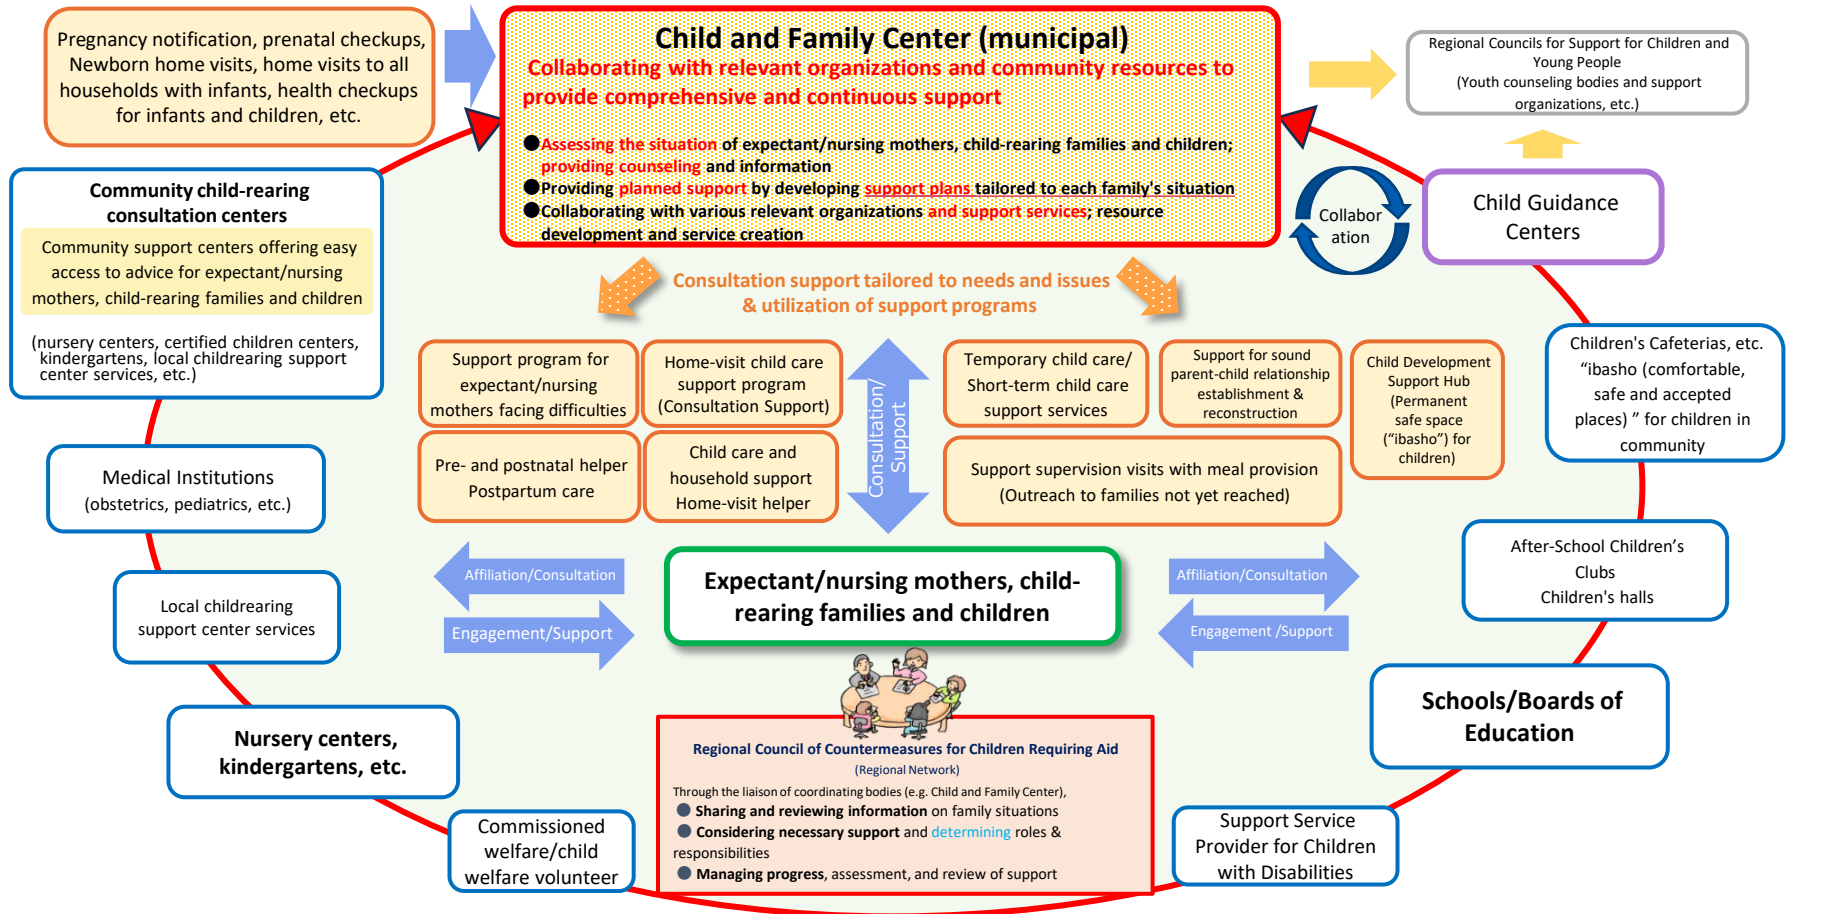 Pregnancy notification, prenatal checkups,
Newborn home visits, home visits to all
households with infants, health checkups
for infants and children, etc.
Child and Family Center (municipal)
Collaborating with relevant organizations and community resources to
provide comprehensive and continuous support
●Assessing the situation of expectant/nursing mothers, child-rearing families and children;
providing counseling and information
●Providing planned support by developing support plans tailored to each family's situation
●Collaborating with various relevant organizations and support services; resource
development and service creation
Regional Councils for Support for Children and
Young People
(Youth counseling bodies and support
organizations, etc.)
Community child-rearing
consultation centers
Community support centers offering easy
access to advice for expectant/nursing
mothers, child-rearing families and children
(nursery centers, certified children centers,
kindergartens, local childrearing support
center services, etc.)
Collabor
ation
Child Guidance
Centers
Consultation support tailored to needs and issues
& utilization of support programs
Support program for
expectant/nursing
mothers facing difficulties
Home-visit child care
support program
(Consultation Support)
Consultation/
Support
Temporary child care/
Short-term child care
support services
Support for sound
parent-child relationship
establishment &
reconstruction
Child Development
Support Hub
(Permanent
safe space
("ibasho") for
children)
Children's Cafeterias, etc.
“ibasho (comfortable,
safe and accepted
places) ” for children in
community
Pre- and postnatal helper
Postpartum care
Child care and
household support
Home-visit helper
Support supervision visits with meal provision
(Outreach to families not yet reached)
Medical Institutions
(obstetrics, pediatrics, etc.)
Affiliation/Consultation
Engagement/Support
Expectant/nursing mothers, child-
rearing families and children
Affiliation/Consultation
Engagement /Support
After-School Children’s
Clubs
Children's halls
Local childrearing
support center services
Nursery centers,
kindergartens, etc.
Schools/Boards of
Education
Regional Council of Countermeasures for Children Requiring Aid
(Regional Network)
Through the liaison of coordinating bodies (e.g. Child and Family Center),
● Sharing and reviewing information on family situations
● Considering necessary support and determining roles &
responsibilities
● Managing progress, assessment, and review of support
Commissioned
welfare/child
welfare volunteer
Support Service
Provider for Children
with Disabilities